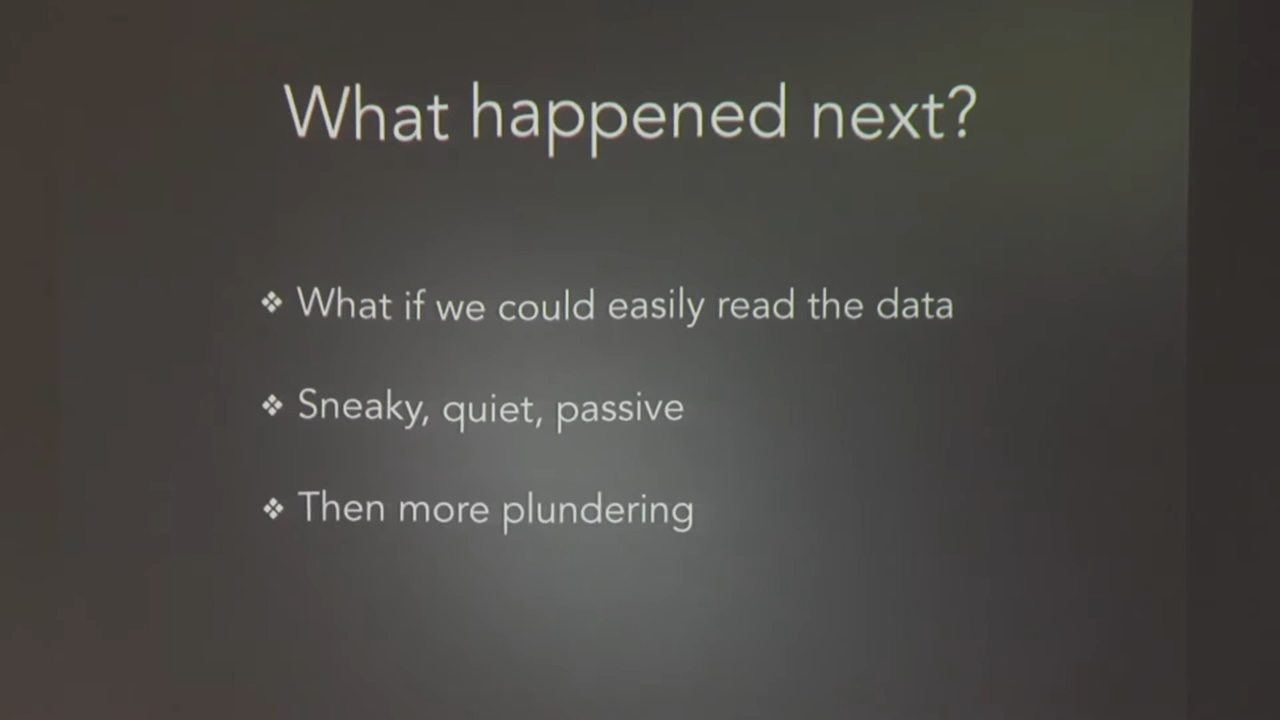 What happened next?
❖ What if we could easily read the data
❖ Sneaky, quiet, passive
❖ Then more plundering